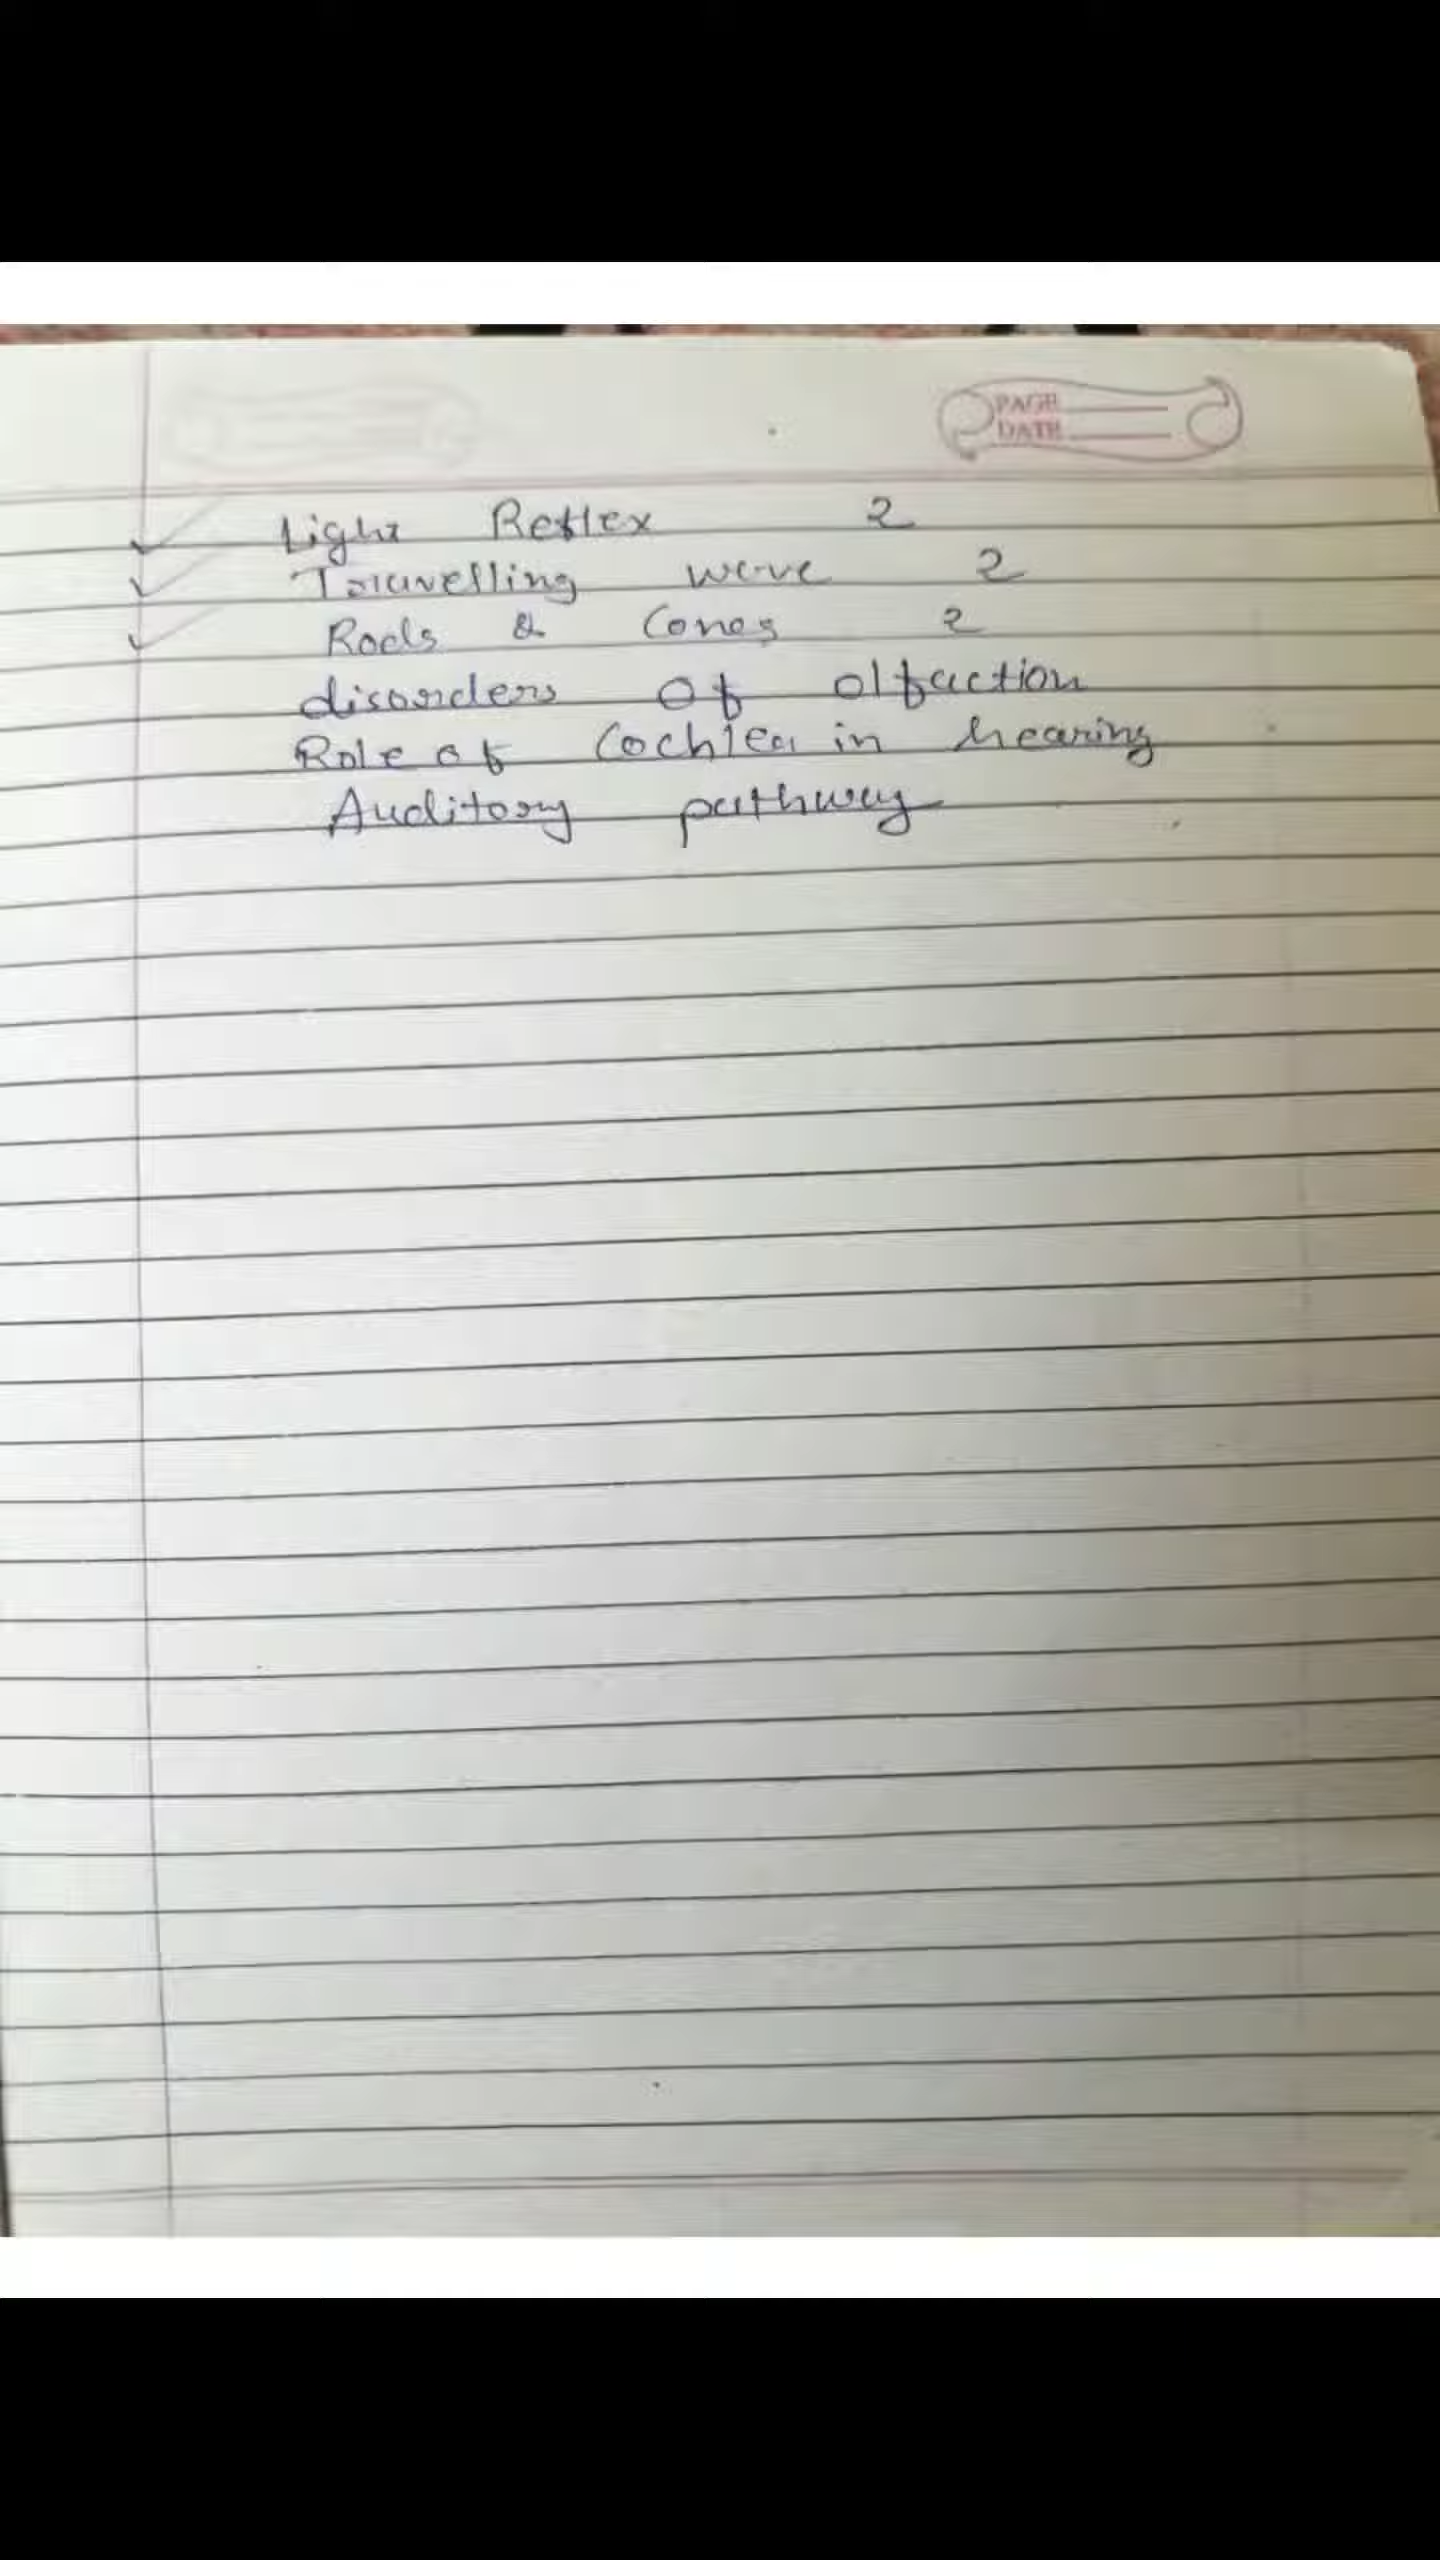 PAGE
DATE
Light Reflex 2
Travelling wave 2
Rods & Cones 2
disorders of olfaction
Role of Cochlea in hearing
Auditory pathway